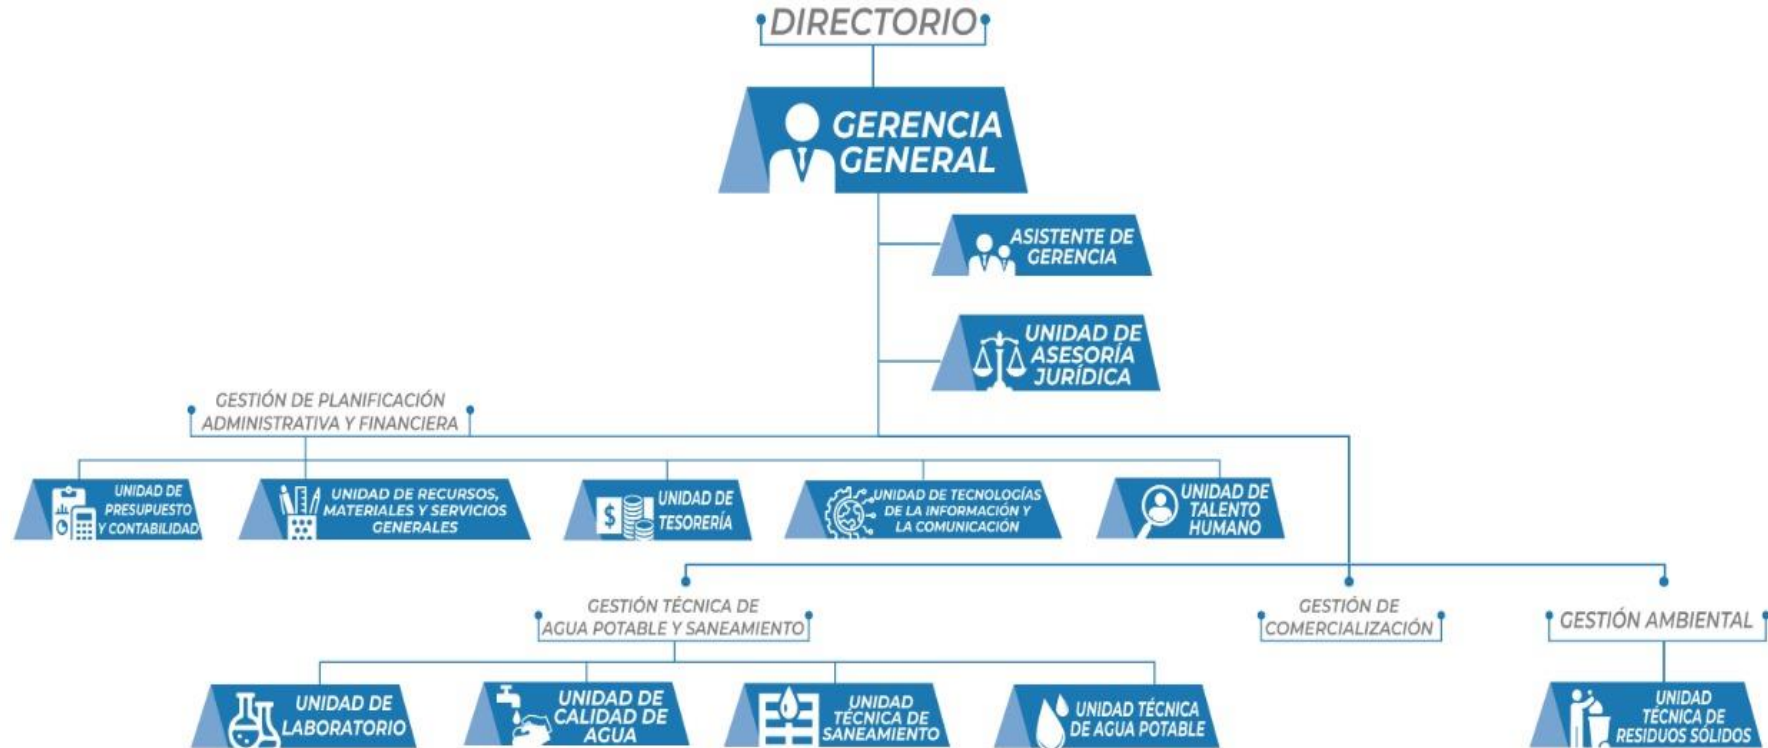 DIRECTORIO
GERENCIA
GENERAL
ASISTENTE DE
GERENCIA
UNIDAD DE
ASESORÍA
JURÍDICA
GESTIÓN DE PLANIFICACIÓN
ADMINISTRATIVA Y FINANCIERA
UNIDAD DE
PRESUPUESTO
Y CONTABILIDAD
UNIDAD DE RECURSOS,
MATERIALES Y SERVICIOS
GENERALES
$
UNIDAD DE
TESORERÍA
UNIDAD DE TECNOLOGÍAS
DE LA INFORMACIÓN Y
LA COMUNICACIÓN
UNIDAD DE
TALENTO
HUMANO
GESTIÓN TÉCNICA DE
AGUA POTABLE Y SANEAMIENTO
GESTIÓN DE
COMERCIALIZACIÓN
GESTIÓN AMBIENTAL
UNIDAD DE
LABORATORIO
UNIDAD DE
CALIDAD DE
AGUA
UNIDAD
TÉCNICA DE
SANEAMIENTO
UNIDAD TÉCNICA
DE AGUA POTABLE
UNIDAD
TÉCNICA DE
RESIDUOS SÓLIDOS